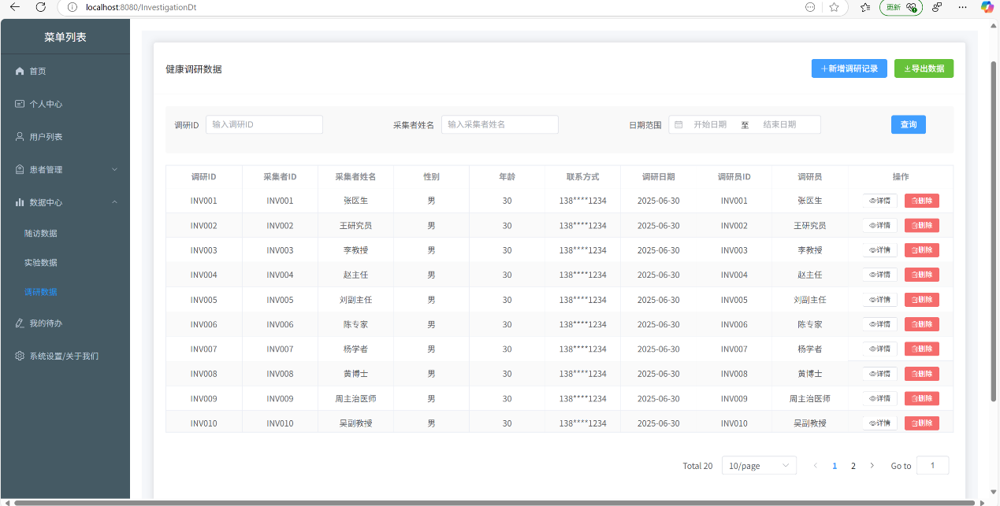 localhost:8080/InvestigationDt
更新
菜单列表
首页
个人中心
用户列表
患者管理
数据中心
随访数据
实验数据
调研数据
我的待办
系统设置/关于我们
健康调研数据
新增调研记录 导出数据
调研ID 输入调研ID 采集者姓名 输入采集者姓名 日期范围 开始日期 至 结束日期 查询
调研ID 采集者ID 采集者姓名 性别 年龄 联系方式 调研日期 调研员ID 调研员 操作
INV001 INV001 张医生 男 30 138****1234 2025-06-30 INV001 张医生 详情 删除
INV002 INV002 王研究员 男 30 138****1234 2025-06-30 INV002 王研究员 详情 删除
INV003 INV003 李教授 男 30 138****1234 2025-06-30 INV003 李教授 详情 删除
INV004 INV004 赵主任 男 30 138****1234 2025-06-30 INV004 赵主任 详情 删除
INV005 INV005 刘副主任 男 30 138****1234 2025-06-30 INV005 刘副主任 详情 删除
INV006 INV006 陈专家 男 30 138****1234 2025-06-30 INV006 陈专家 详情 删除
INV007 INV007 杨学者 男 30 138****1234 2025-06-30 INV007 杨学者 详情 删除
INV008 INV008 黄博士 男 30 138****1234 2025-06-30 INV008 黄博士 详情 删除
INV009 INV009 周主治医师 男 30 138****1234 2025-06-30 INV009 周主治医师 详情 删除
INV010 INV010 吴副教授 男 30 138****1234 2025-06-30 INV010 吴副教授 详情 删除
Total 20 10/page 1 2 Go to 1